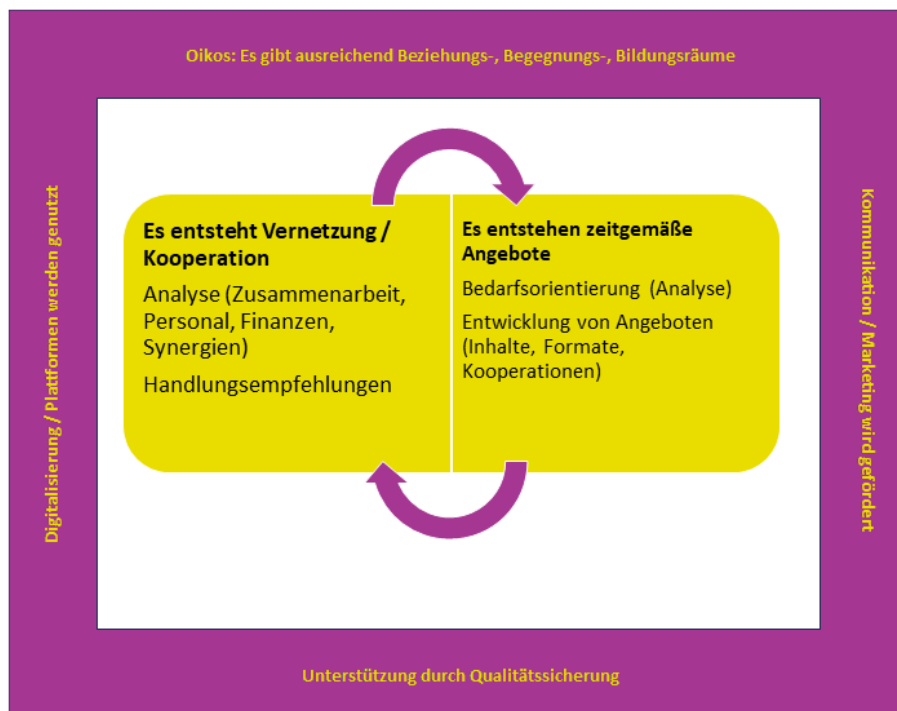 Oikos: Es gibt ausreichend Beziehungs-, Begegnungs-, Bildungsräume
Digitalisierung / Plattformen werden genutzt
Es entsteht Vernetzung /
Kooperation
Analyse (Zusammenarbeit,
Personal, Finanzen,
Synergien)
Handlungsempfehlungen
Es entstehen zeitgemäße
Angebote
Bedarfsorientierung (Analyse)
Entwicklung von Angeboten
(Inhalte, Formate,
Kooperationen)
Kommunikation / Marketing wird gefördert
Unterstützung durch Qualitätssicherung